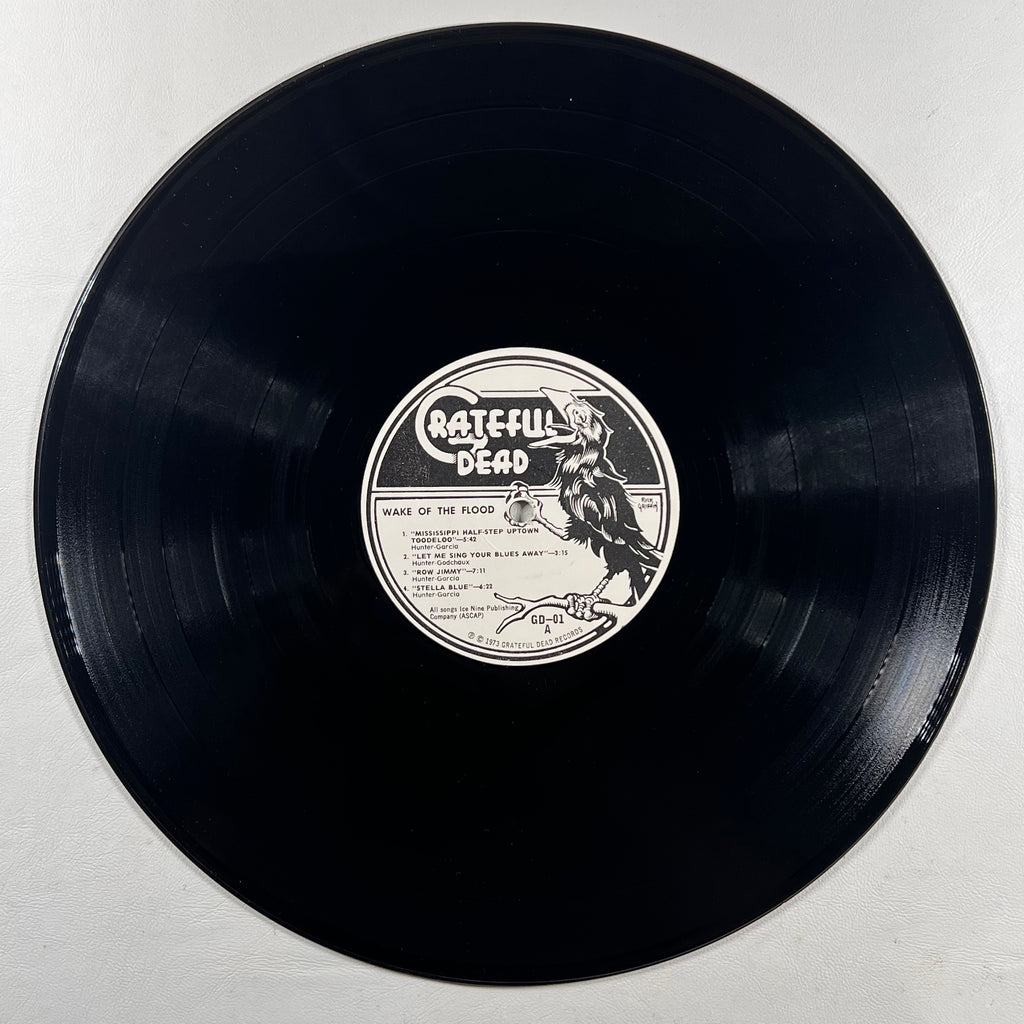 GRATEFUL
DEAD
RICK
GRIFFIN
WAKE OF THE FLOOD
1. "MISSISSIPPI HALF-STEP UPTOWN
TOODELOO"—5:42
Hunter-Garcia
2. "LET ME SING YOUR BLUES AWAY"—3:15
Hunter-Godchaux
3. "ROW JIMMY"—7:11
Hunter-Garcia
4. "STELLA BLUE"—6:22
Hunter-Garcia
All songs Ice Nine Publishing
Company (ASCAP)
GD-01
A
℗ © 1973 GRATEFUL DEAD RECORDS